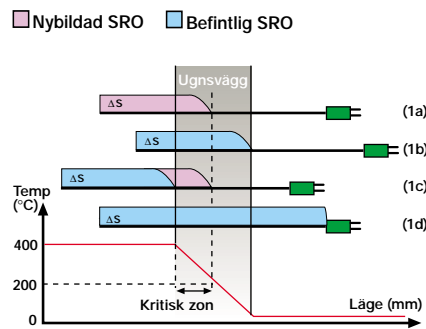 Nybildad SRO Befintlig SRO
Ugnsvägg
ΔS
(1a)
ΔS
(1b)
ΔS
(1c)
ΔS
(1d)
Temp
(°C)
400
200
0
Kritisk zon
Läge (mm)